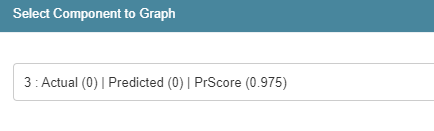 Select Component to Graph
3 : Actual (0) | Predicted (0) | PrScore (0.975)